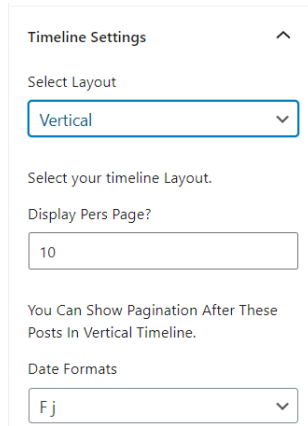 Timeline Settings
Select Layout
Vertical
Select your timeline Layout.
Display Pers Page?
10
You Can Show Pagination After These
Posts In Vertical Timeline.
Date Formats
F j